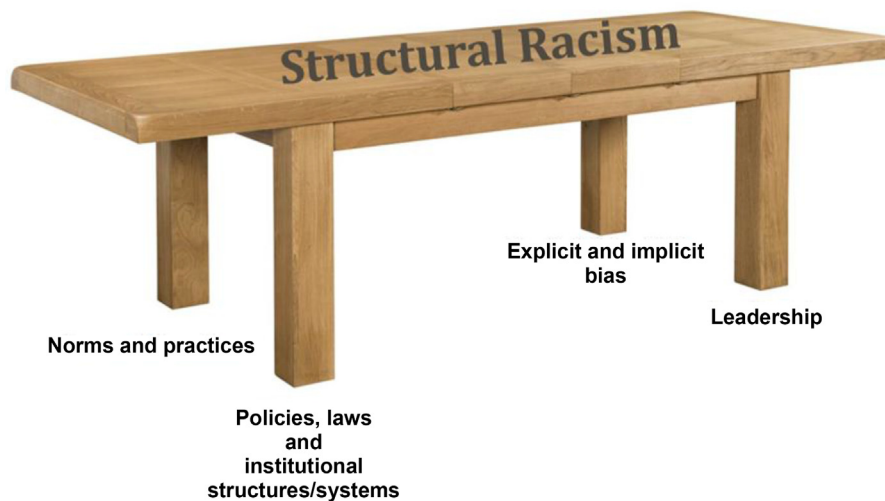 Structural Racism
Explicit and implicit
bias
Leadership
Norms and practices
Policies, laws
and
institutional
structures/systems